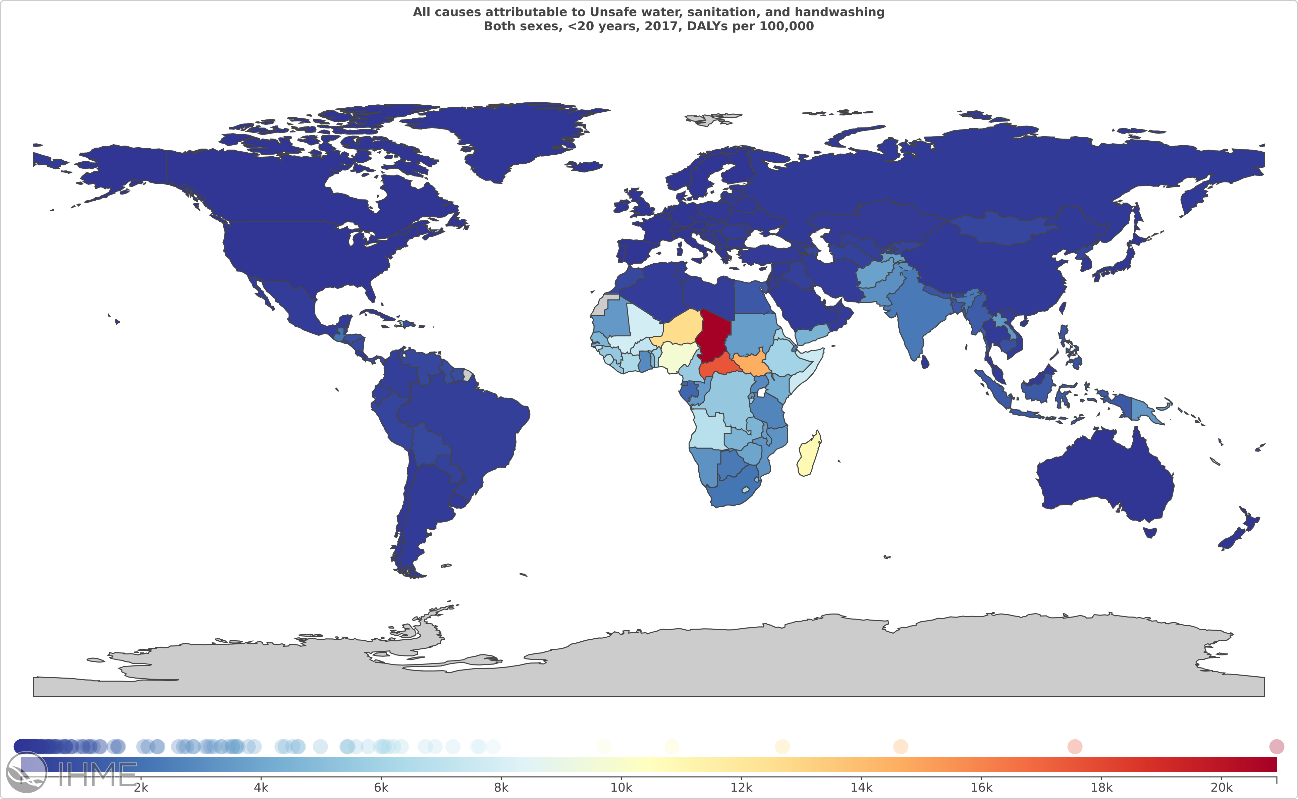 All causes attributable to Unsafe water, sanitation, and handwashing
Both sexes, <20 years, 2017, DALYs per 100,000
IHME
2k 4k 6k 8k 10k 12k 14k 16k 18k 20k